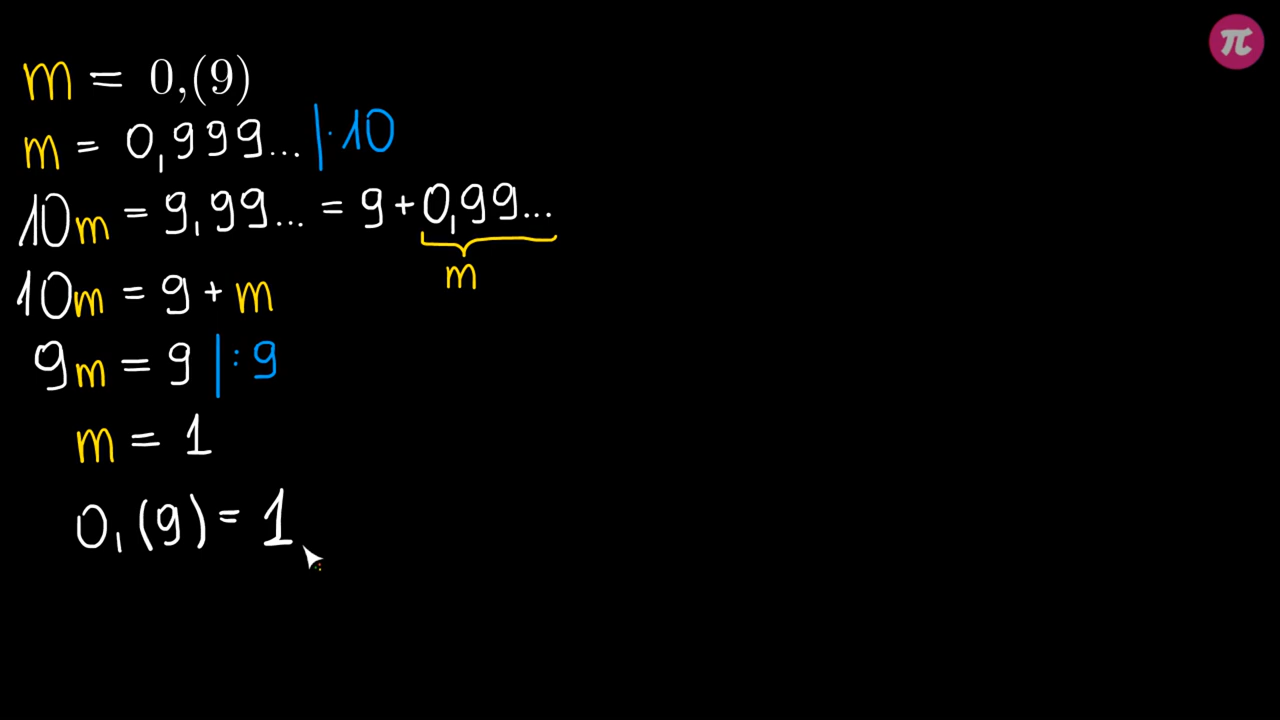 π
m = 0,(9)
m = 0,999... |·10
10m = 9,99... = 9+0,99...
m
10m = 9 + m
9m = 9 |:9
m = 1
0,(9) = 1